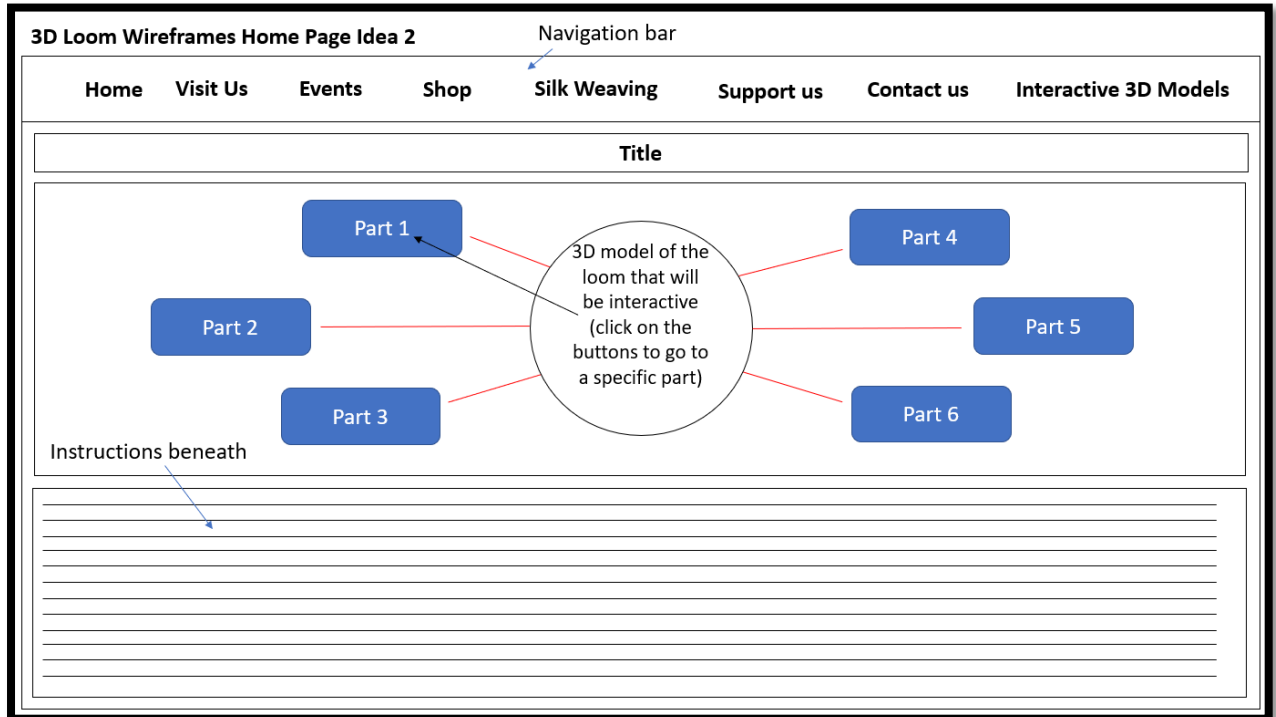 3D Loom Wireframes Home Page Idea 2
Navigation bar
Home Visit Us Events Shop Silk Weaving Support us Contact us Interactive 3D Models
Title
Part 1
Part 2
Part 3
3D model of the
loom that will
be interactive
(click on the
buttons to go to
a specific part)
Part 4
Part 5
Part 6
Instructions beneath